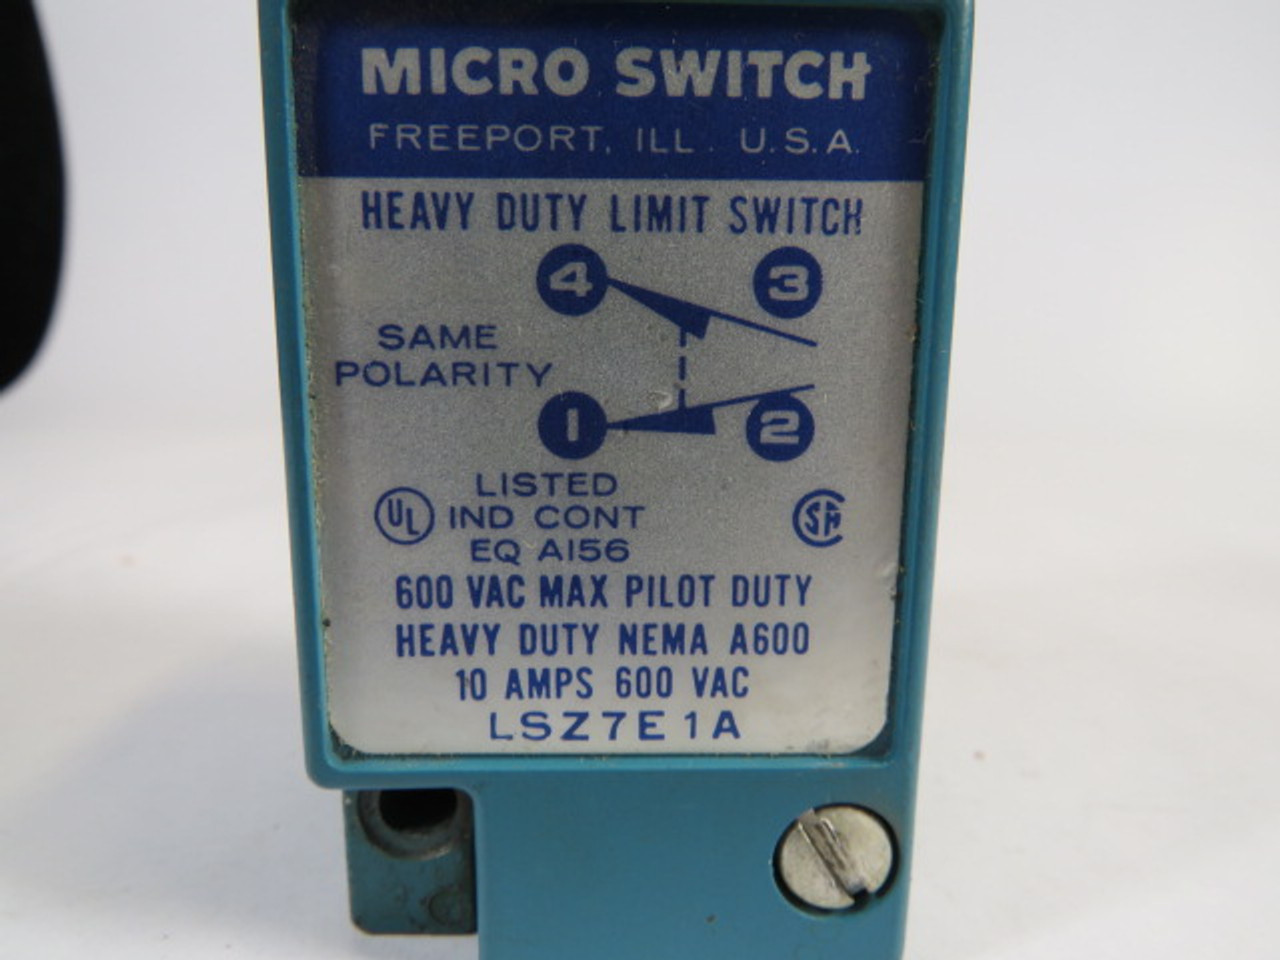 MICRO SWITCH
FREEPORT, ILL. U.S.A.
HEAVY DUTY LIMIT SWITCH
4 3
SAME
POLARITY
1 2
LISTED
UL IND CONT SA
EQ A156
600 VAC MAX PILOT DUTY
HEAVY DUTY NEMA A600
10 AMPS 600 VAC
LSZ7E1A